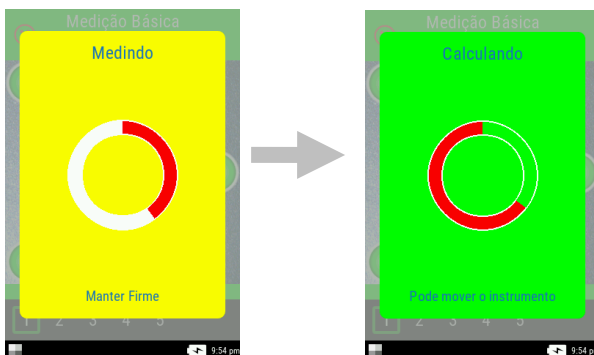 Medição Básica
Medindo
Manter Firme
1 2 3 4 5
9:54 pm
Medição Básica
Calculando
Pode mover o instrumento
1 2 3 4 5
9:54 p